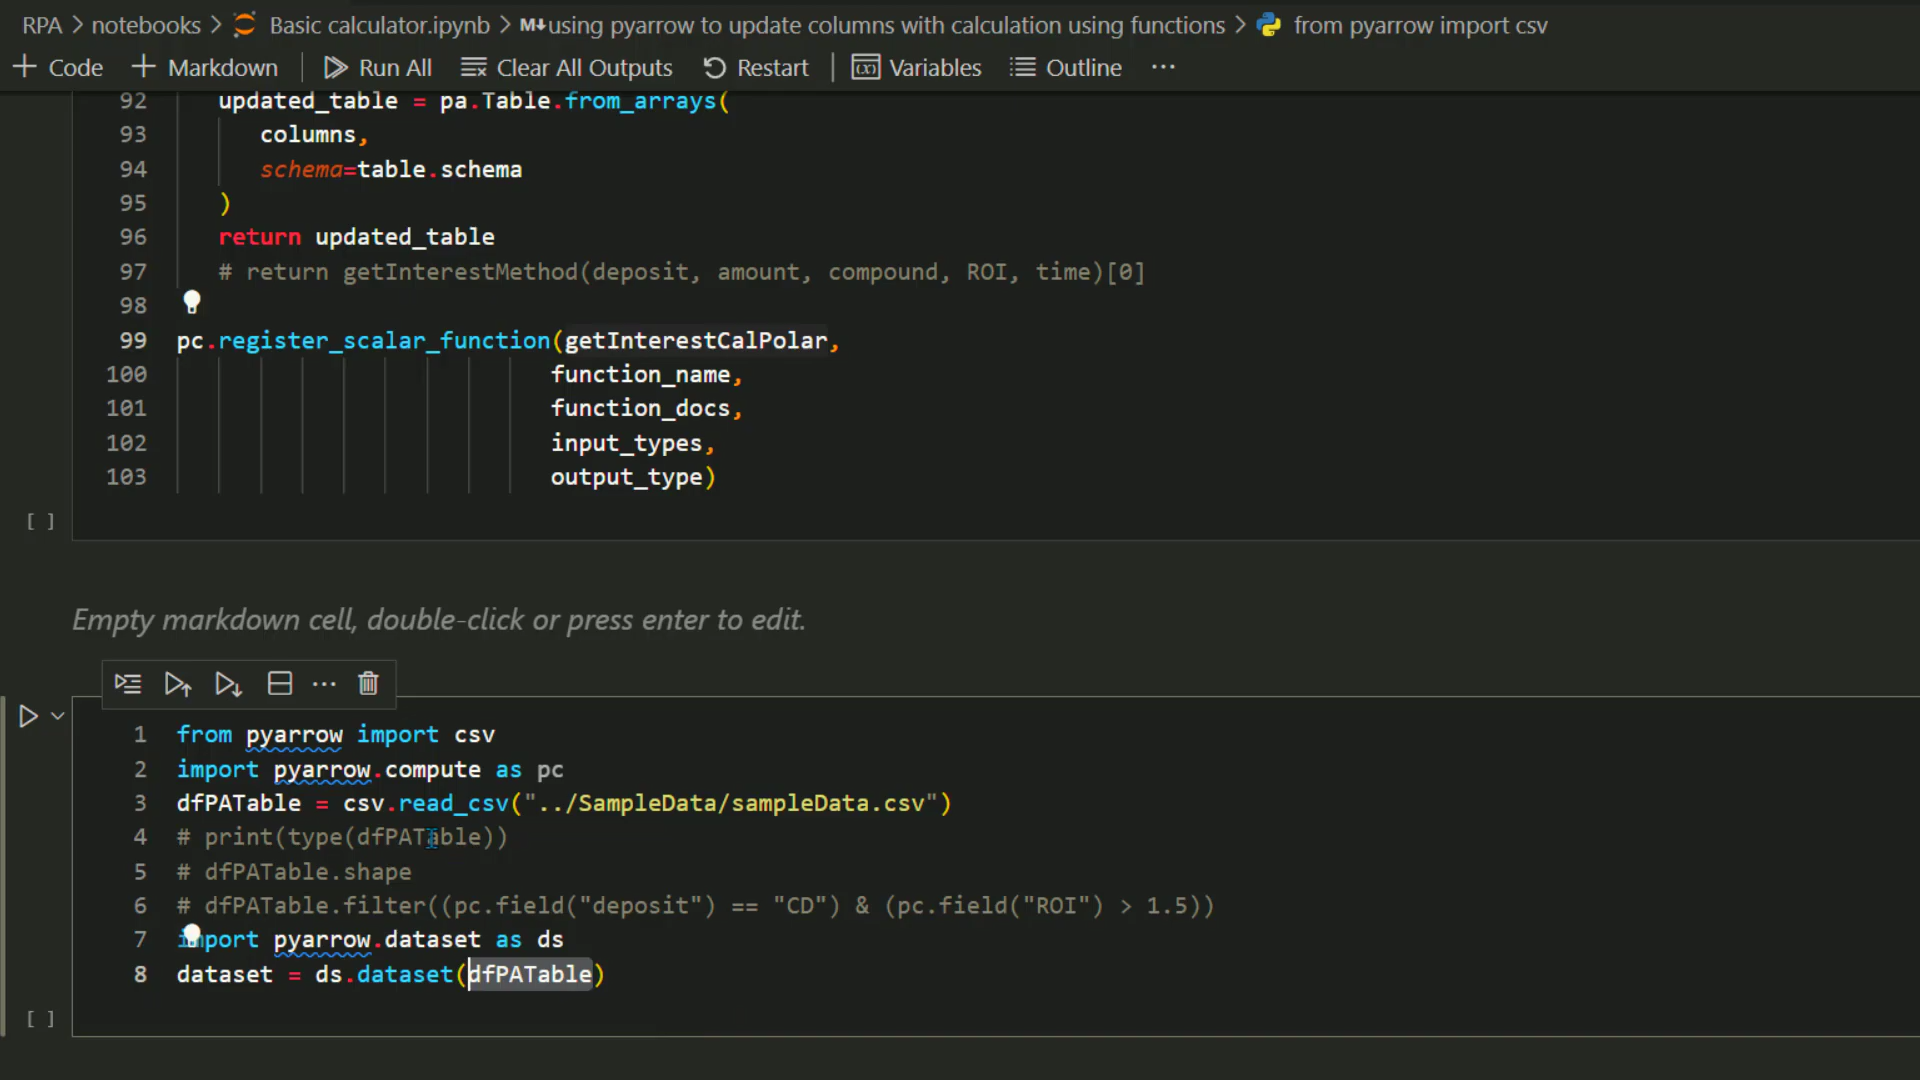 RPA > notebooks > Basic calculator.ipynb > M↓using pyarrow to update columns with calculation using functions > from pyarrow import csv
+ Code + Markdown Run All Clear All Outputs Restart Variables Outline ...
92 updated_table = pa.Table.from_arrays(
93 columns,
94 schema=table.schema
95 )
96 return updated_table
97 # return getInterestMethod(deposit, amount, compound, ROI, time)[0]
98
99 pc.register_scalar_function(getInterestCalPolar,
100 function_name,
101 function_docs,
102 input_types,
103 output_type)
[ ]
Empty markdown cell, double-click or press enter to edit.
1 from pyarrow import csv
2 import pyarrow.compute as pc
3 dfPATable = csv.read_csv("../SampleData/sampleData.csv")
4 # print(type(dfPATable))
5 # dfPATable.shape
6 # dfPATable.filter((pc.field("deposit") == "CD") & (pc.field("ROI") > 1.5))
7 import pyarrow.dataset as ds
8 dataset = ds.dataset(dfPATable)
[ ]